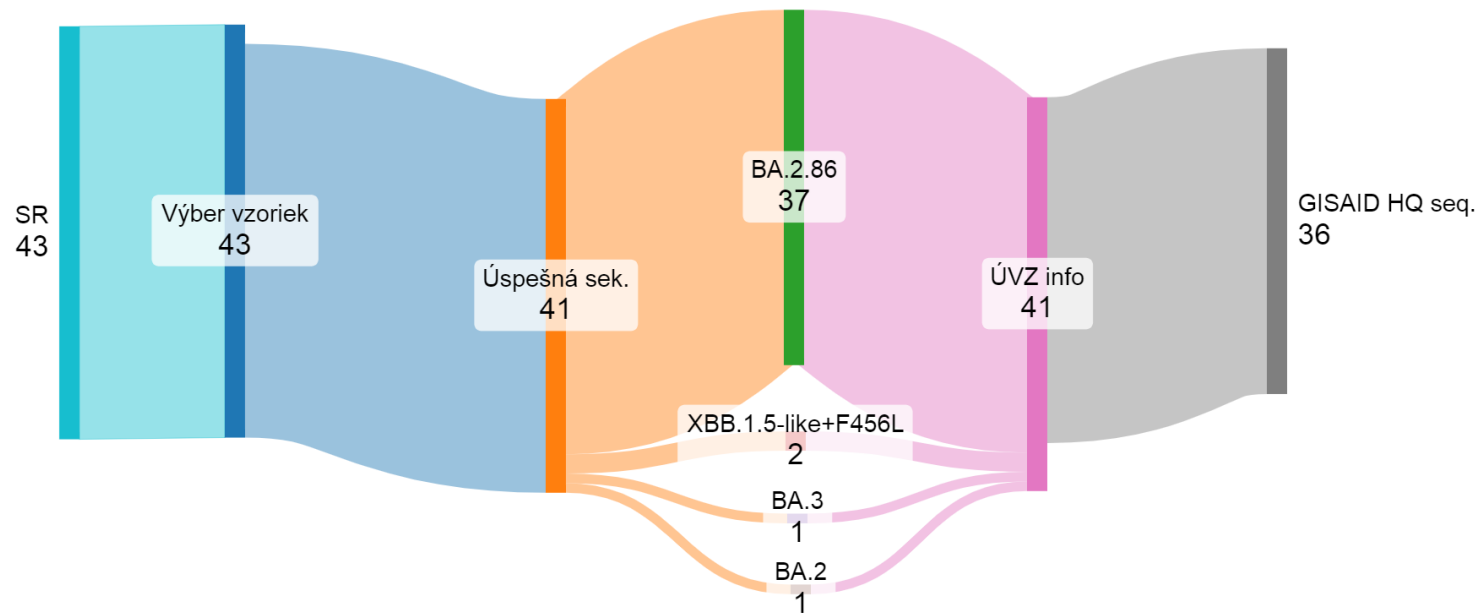 SR
43
Výber vzoriek
43
Úspešná sek.
41
BA.2.86
37
XBB.1.5-like+F456L
2
BA.3
1
BA.2
1
ÚVZ info
41
GISAID HQ seq.
36